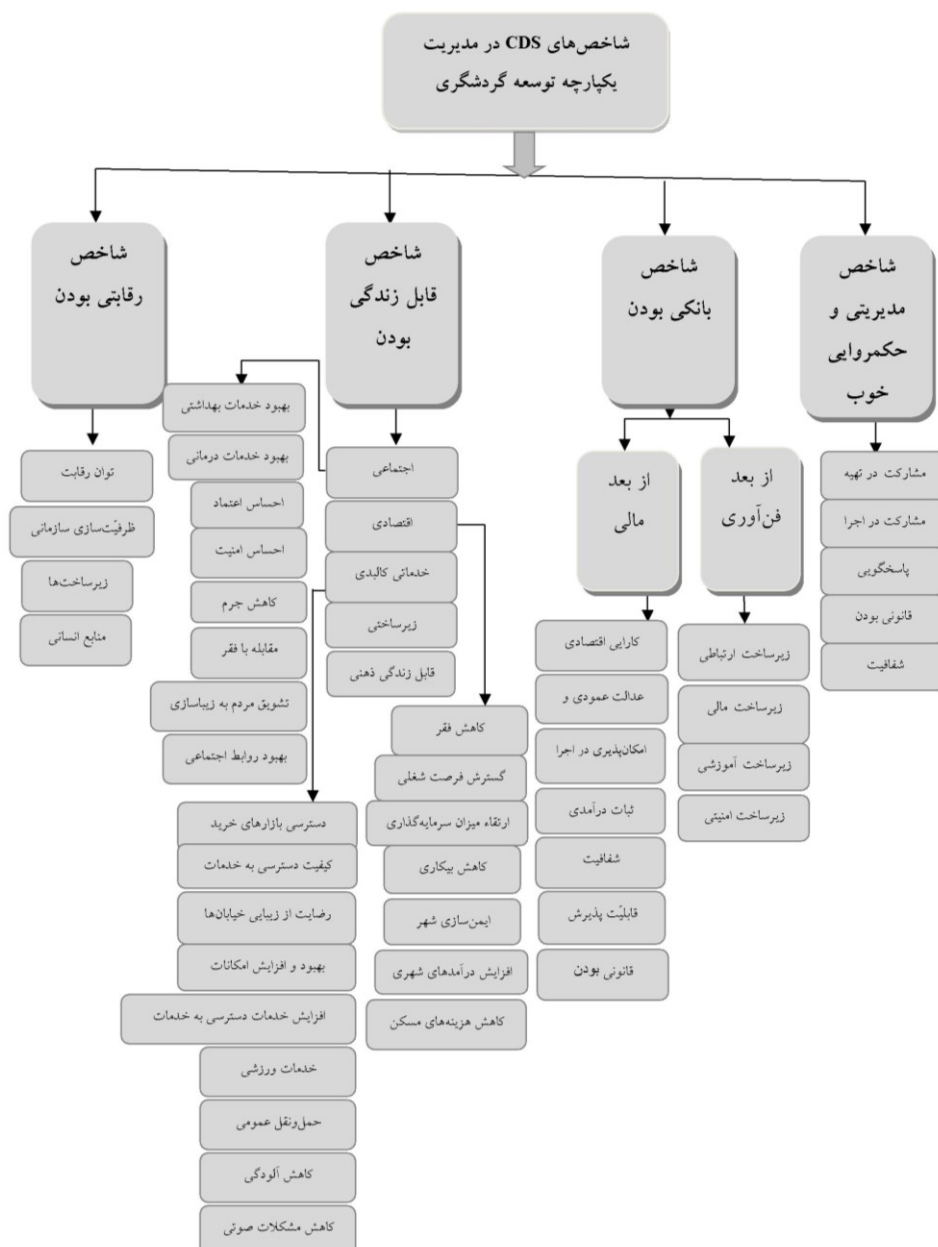 شاخص‌های CDS در مدیریت
یکپارچه توسعه گردشگری
شاخص
مدیریتی و
حکمروایی
خوب
مشارکت در تهیه
مشارکت در اجرا
پاسخگویی
قانونی بودن
شفافیت
شاخص
بانکی بودن
از بعد
فن‌آوری
زیرساخت ارتباطی
زیرساخت مالی
زیرساخت آموزشی
زیرساخت امنیتی
از بعد
مالی
کارایی اقتصادی
عدالت عمودی و
امکان‌پذیری در اجرا
ثبات درآمدی
شفافیت
قابلیّت پذیرش
قانونی بودن
شاخص
قابل زندگی
بودن
اجتماعی
اقتصادی
خدماتی کالبدی
زیرساختی
قابل زندگی ذهنی
بهبود خدمات بهداشتی
بهبود خدمات درمانی
احساس اعتماد
احساس امنیت
کاهش جرم
مقابله با فقر
تشویق مردم به زیباسازی
بهبود روابط اجتماعی
کاهش فقر
گسترش فرصت شغلی
ارتقاء میزان سرمایه‌گذاری
کاهش بیکاری
ایمن‌سازی شهر
افزایش درآمدهای شهری
کاهش هزینه‌های مسکن
دسترسی بازارهای خرید
کیفیت دسترسی به خدمات
رضایت از زیبایی خیابان‌ها
بهبود و افزایش امکانات
افزایش خدمات دسترسی به خدمات
خدمات ورزشی
حمل‌ونقل عمومی
کاهش آلودگی
کاهش مشکلات صوتی
شاخص
رقابتی بودن
توان رقابت
ظرفیّت‌سازی سازمانی
زیرساخت‌ها
منابع انسانی